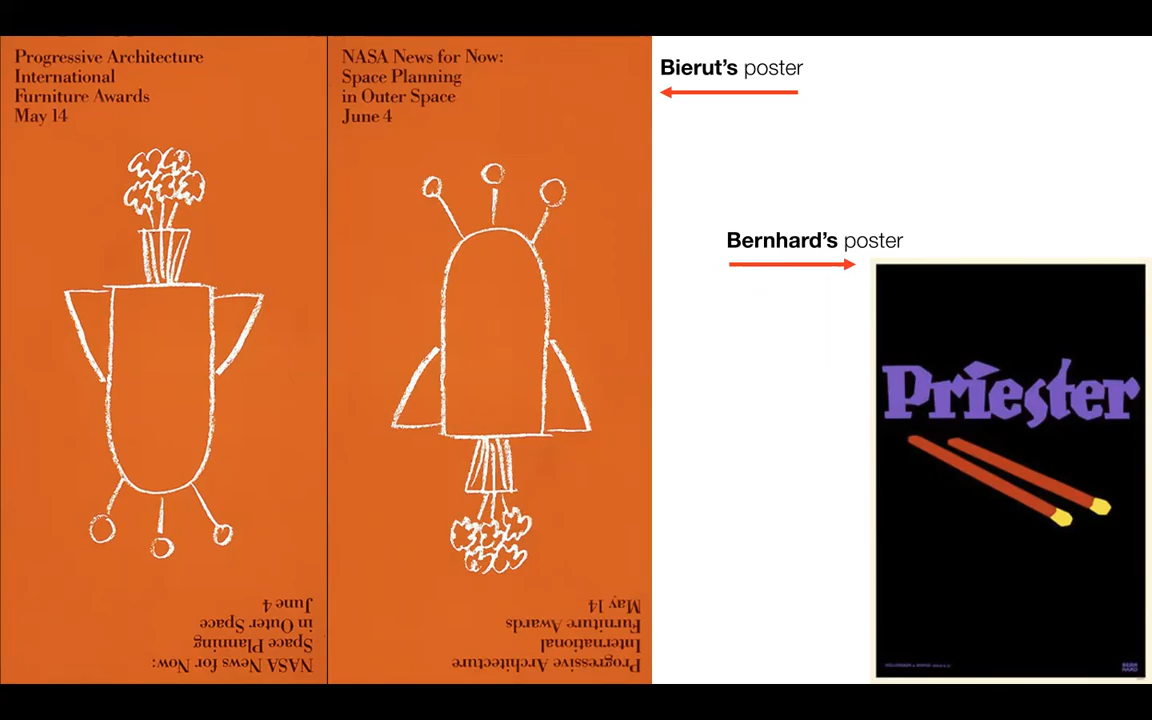 Progressive Architecture
International
Furniture Awards
May 14
NASA News for Now:
Space Planning
in Outer Space
June 4
NASA News for Now:
Space Planning
in Outer Space
June 4
Progressive Architecture
International
Furniture Awards
May 14
Bierut's poster
Bernhard's poster
Priester
BERN
HARD